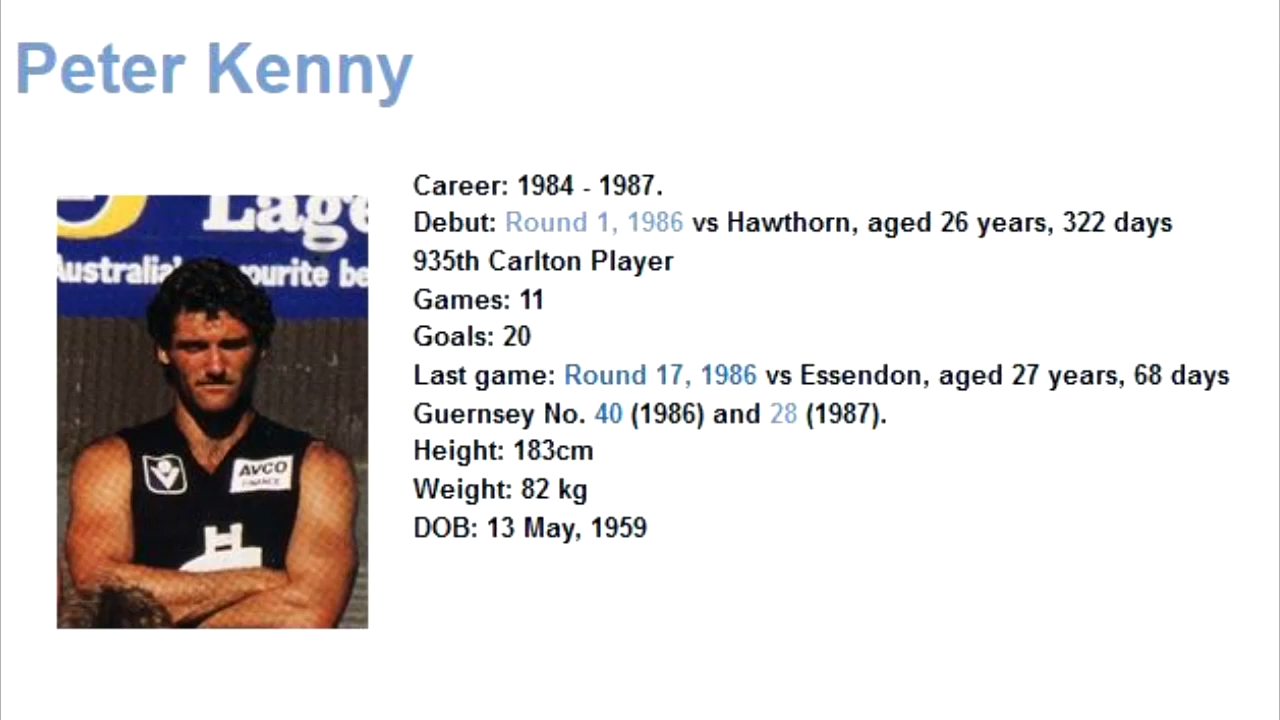 Peter Kenny
Career: 1984 - 1987.
Debut: Round 1, 1986 vs Hawthorn, aged 26 years, 322 days
935th Carlton Player
Games: 11
Goals: 20
Last game: Round 17, 1986 vs Essendon, aged 27 years, 68 days
Guernsey No. 40 (1986) and 28 (1987).
Height: 183cm
Weight: 82 kg
DOB: 13 May, 1959
Lage
Australia's ourite be
AVCO
FINANCE